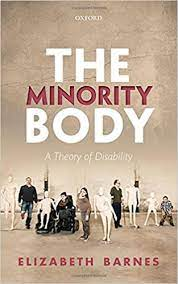 OXFORD
THE
MINORITY
BODY
A Theory of Disability
ELIZABETH BARNES